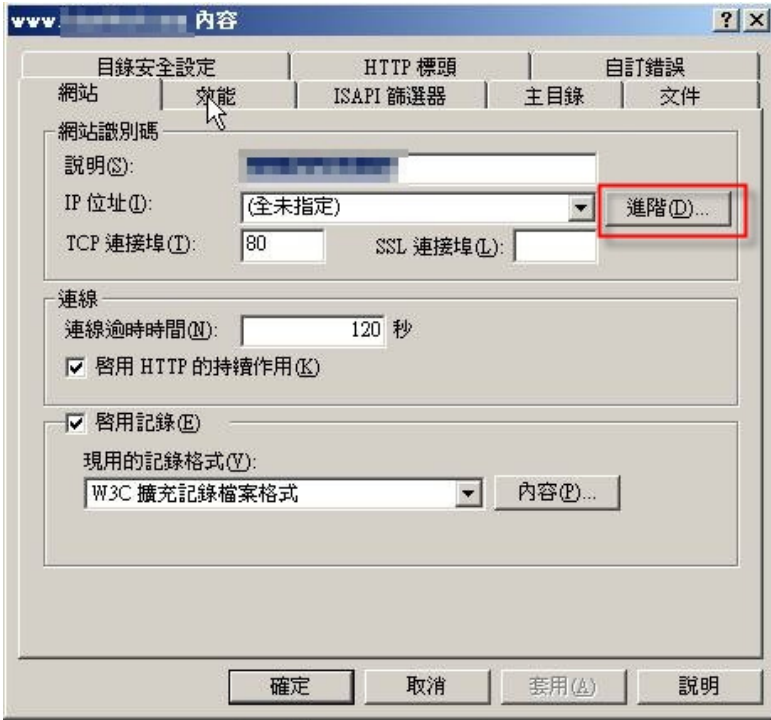 www. 內容
目錄安全設定 HTTP 標頭 自訂錯誤
網站 效能 ISAPI 篩選器 主目錄 文件
網站識別碼
說明(S):
IP 位址(I): (全未指定) 進階(D)...
TCP 連接埠(T): 80 SSL 連接埠(L):
連線
連線逾時時間(N): 120 秒
啟用 HTTP 的持續作用(K)
啟用記錄(E)
現用的記錄格式(V):
W3C 擴充記錄檔案格式 內容(P)...
確定 取消 套用(A) 說明